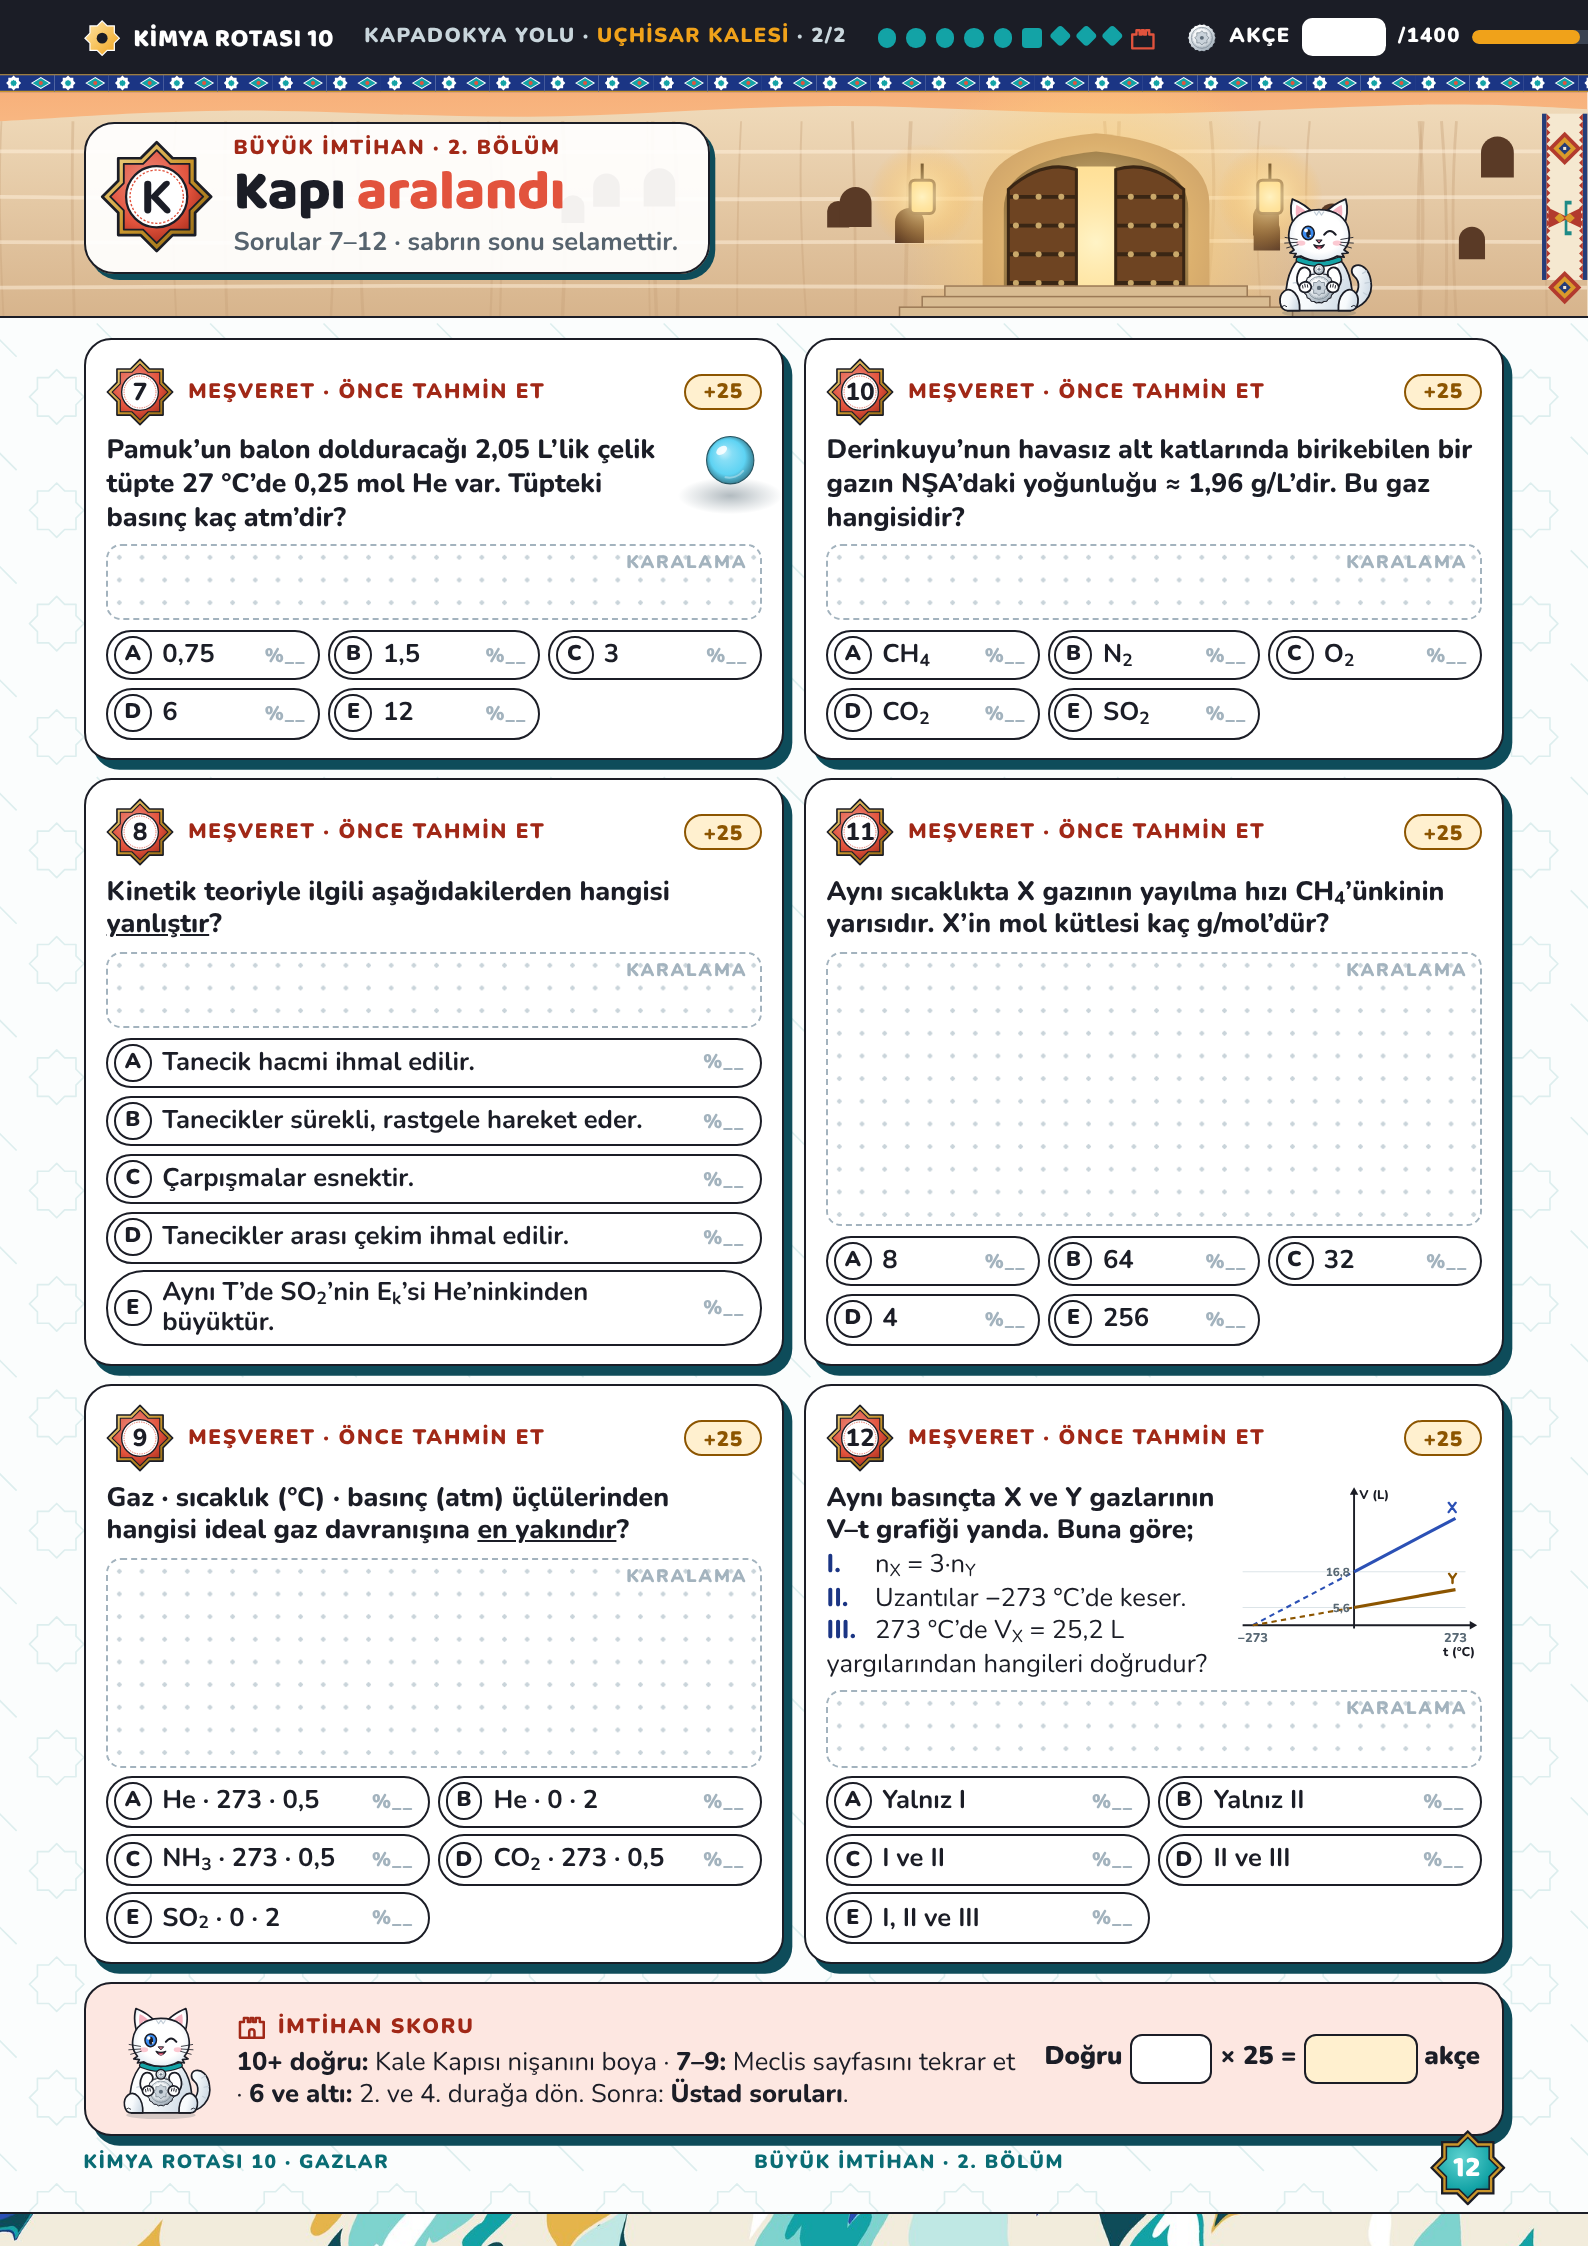 KİMYA ROTASI 10
KAPADOKYA YOLU · UÇHİSAR KALESİ · 2/2
AKÇE /1400
K
BÜYÜK İMTİHAN · 2. BÖLÜM
Kapı aralandı
Sorular 7–12 · sabrın sonu selamettir.
7 MEŞVERET · ÖNCE TAHMİN ET +25
Pamuk’un balon dolduracağı 2,05 L’lik çelik
tüpte 27 °C’de 0,25 mol He var. Tüpteki
basınç kaç atm’dir?
KARALAMA
A 0,75 %__ B 1,5 %__ C 3 %__
D 6 %__ E 12 %__
8 MEŞVERET · ÖNCE TAHMİN ET +25
Kinetik teoriyle ilgili aşağıdakilerden hangisi
yanlıştır?
KARALAMA
A Tanecik hacmi ihmal edilir. %__
B Tanecikler sürekli, rastgele hareket eder. %__
C Çarpışmalar esnektir. %__
D Tanecikler arası çekim ihmal edilir. %__
E Aynı T’de SO₂’nin Eₖ’si He’ninkinden
büyüktür. %__
9 MEŞVERET · ÖNCE TAHMİN ET +25
Gaz · sıcaklık (°C) · basınç (atm) üçlülerinden
hangisi ideal gaz davranışına en yakındır?
KARALAMA
A He · 273 · 0,5 %__ B He · 0 · 2 %__
C NH₃ · 273 · 0,5 %__ D CO₂ · 273 · 0,5 %__
E SO₂ · 0 · 2 %__
10 MEŞVERET · ÖNCE TAHMİN ET +25
Derinkuyu’nun havasız alt katlarında birikebilen bir
gazın NŞA’daki yoğunluğu ≈ 1,96 g/L’dir. Bu gaz
hangisidir?
KARALAMA
A CH₄ %__ B N₂ %__ C O₂ %__
D CO₂ %__ E SO₂ %__
11 MEŞVERET · ÖNCE TAHMİN ET +25
Aynı sıcaklıkta X gazının yayılma hızı CH₄’ünkinin
yarısıdır. X’in mol kütlesi kaç g/mol’dür?
KARALAMA
A 8 %__ B 64 %__ C 32 %__
D 4 %__ E 256 %__
12 MEŞVERET · ÖNCE TAHMİN ET +25
Aynı basınçta X ve Y gazlarının
V–t grafiği yanda. Buna göre;
I. nX = 3·nY
II. Uzantılar −273 °C’de keser.
III. 273 °C’de VX = 25,2 L
yargılarından hangileri doğrudur?
V (L)
X
16,8
Y
5,6
−273 273
t (°C)
KARALAMA
A Yalnız I %__ B Yalnız II %__
C I ve II %__ D II ve III %__
E I, II ve III %__
İMTİHAN SKORU
10+ doğru: Kale Kapısı nişanını boya · 7–9: Meclis sayfasını tekrar et
· 6 ve altı: 2. ve 4. durağa dön. Sonra: Üstad soruları.
Doğru × 25 = akçe
KİMYA ROTASI 10 · GAZLAR
BÜYÜK İMTİHAN · 2. BÖLÜM
12